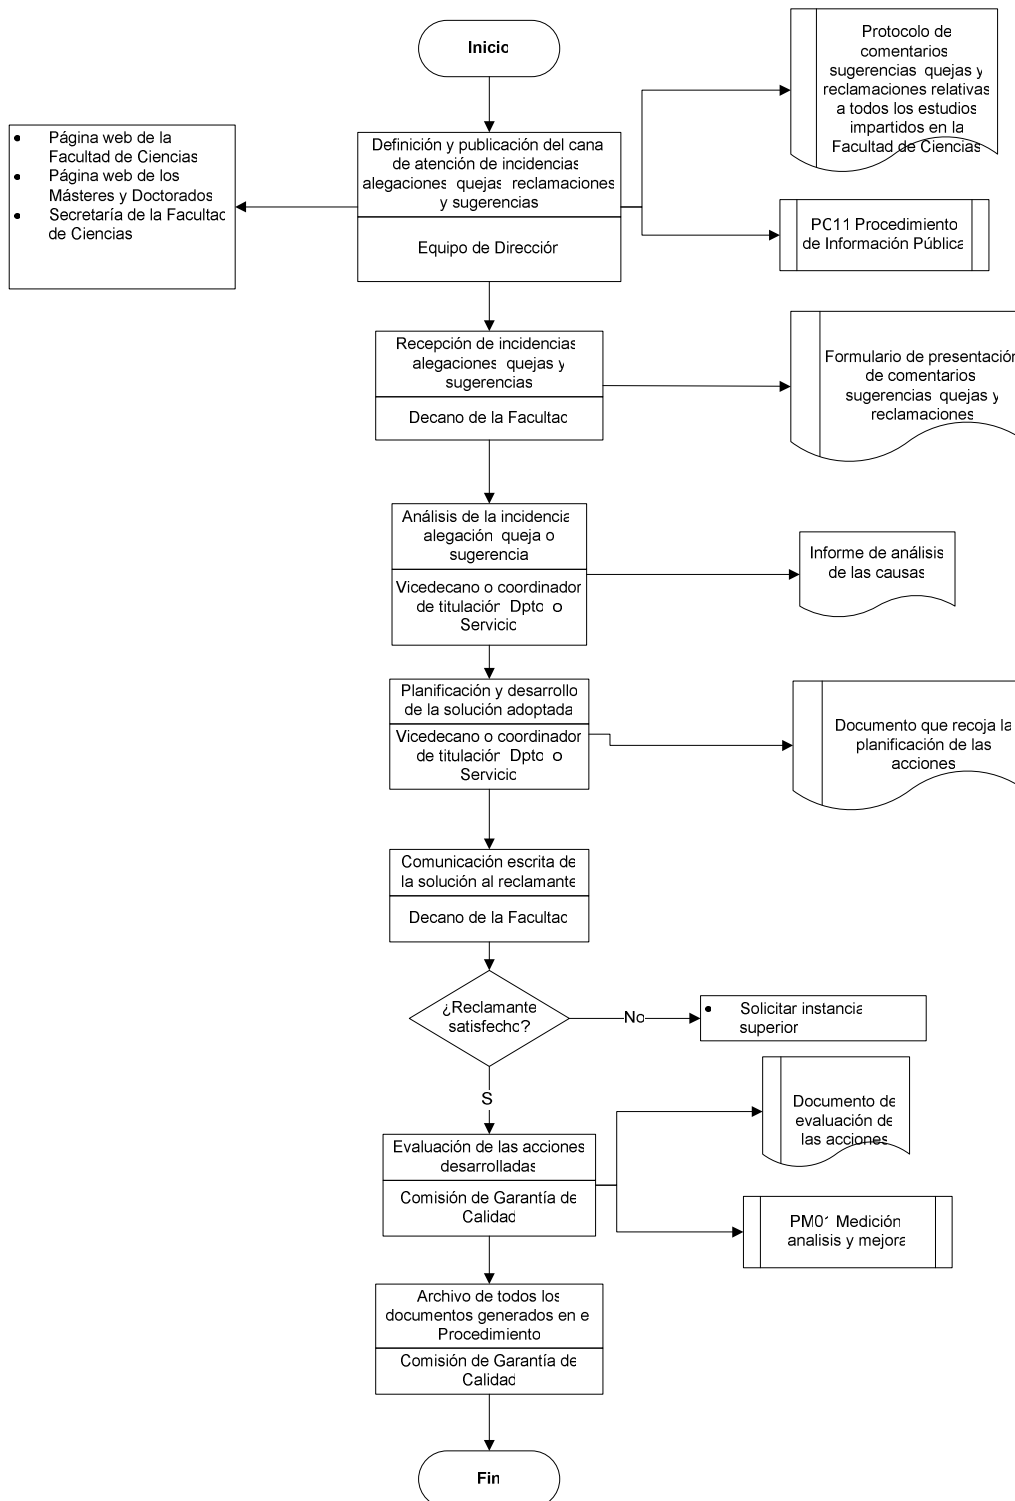 Inicio
Protocolo de
comentarios
sugerencias quejas y
reclamaciones relativas
a todos los estudios
impartidos en la
Facultad de Ciencias
• Página web de la
Facultad de Ciencias
• Página web de los
Másteres y Doctorados
• Secretaría de la Facultad
de Ciencias
Definición y publicación del cana
de atención de incidencias
alegaciones quejas reclamaciones
y sugerencias
Equipo de Dirección
PC11 Procedimiento
de Información Pública
Recepción de incidencias
alegaciones quejas y
sugerencias
Decano de la Facultad
Formulario de presentación
de comentarios
sugerencias quejas y
reclamaciones
Análisis de la incidencia
alegación queja o
sugerencia
Vicedecano o coordinador
de titulación Dpto o
Servicio
Informe de análisis
de las causas
Planificación y desarrollo
de la solución adoptada
Vicedecano o coordinador
de titulación Dpto o
Servicio
Documento que recoja la
planificación de las
acciones
Comunicación escrita de
la solución al reclamante
Decano de la Facultad
¿Reclamante
satisfecho?
No
• Solicitar instancia
superior
S
Documento de
evaluación de
las acciones
Evaluación de las acciones
desarrolladas
Comisión de Garantía de
Calidad
PM01 Medición
analisis y mejora
Archivo de todos los
documentos generados en e
Procedimiento
Comisión de Garantía de
Calidad
Fin